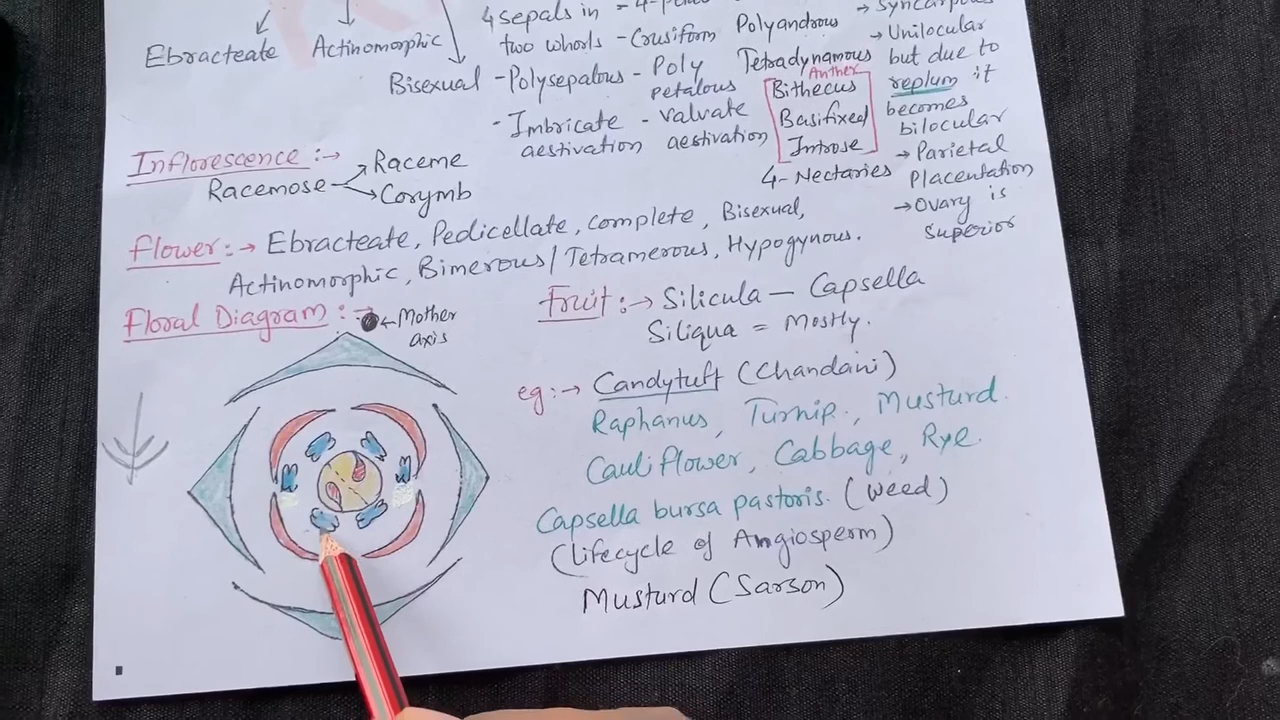 Ebracteate
Actinomorphic
Bisexual
4 sepals in
two whorls
- Polysepalous
- Imbricate
aestivation
- Crusiform
- Poly
petalous
- valvate
aestivation
Polyandrous
Tetradynamous
Anther
Bithecus
Basifixed
Introse
4- Nectaries
→ Unilocular
but due to
replum it
becomes
bilocular
→ Parietal
Placentation
→ Ovary is
Superior
Inflorescence :→
Racemose
Raceme
Corymb
flower :→ Ebracteate, Pedicellate, complete, Bisexual,
Actinomorphic, Bimerous/Tetramerous, Hypogynous.
Floral Diagram :→
←Mother
axis
Fruit :→ Silicula — Capsella
Siliqua = Mostly.
eg :→ Candytuft (Chandani)
Raphanus, Turnip, Musturd.
Cauliflower, Cabbage, Rye.
Capsella bursa pastoris. (weed)
(lifecycle of Angiosperm)
Musturd (Sarson)